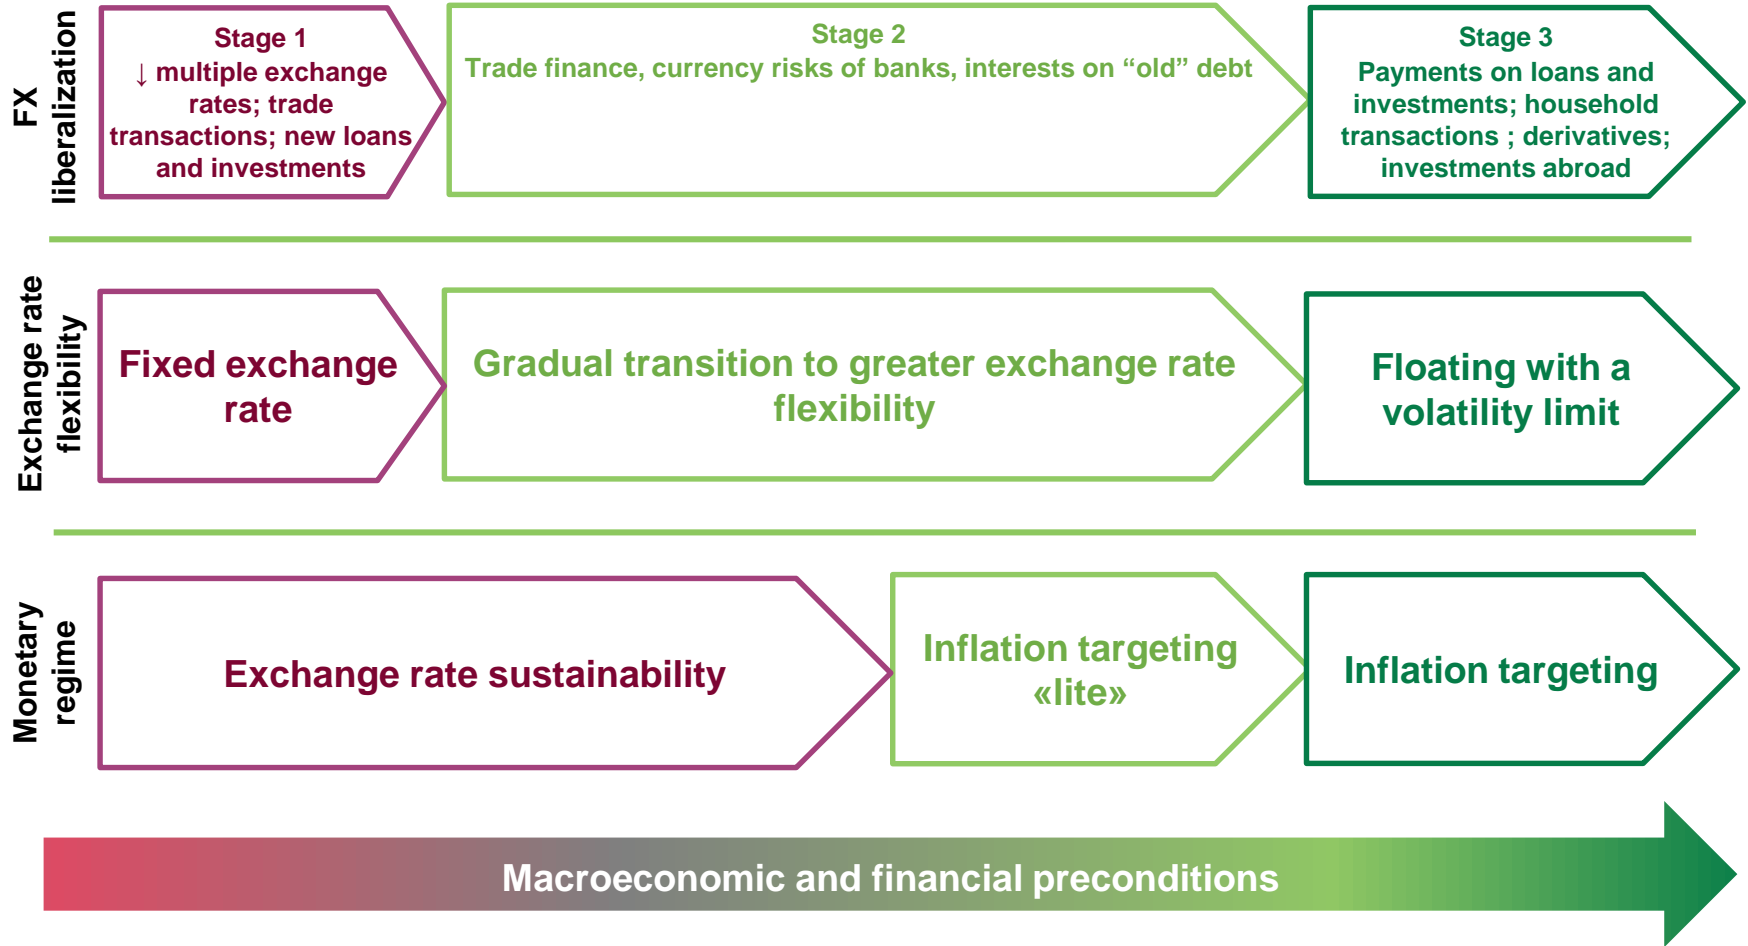 FX
liberalization
Stage 1
↓ multiple exchange
rates; trade
transactions; new loans
and investments
Stage 2
Trade finance, currency risks of banks, interests on “old” debt
Stage 3
Payments on loans and
investments; household
transactions ; derivatives;
investments abroad
Exchange rate
flexibility
Fixed exchange
rate
Gradual transition to greater exchange rate
flexibility
Floating with a
volatility limit
Monetary
regime
Exchange rate sustainability
Inflation targeting
«lite»
Inflation targeting
Macroeconomic and financial preconditions